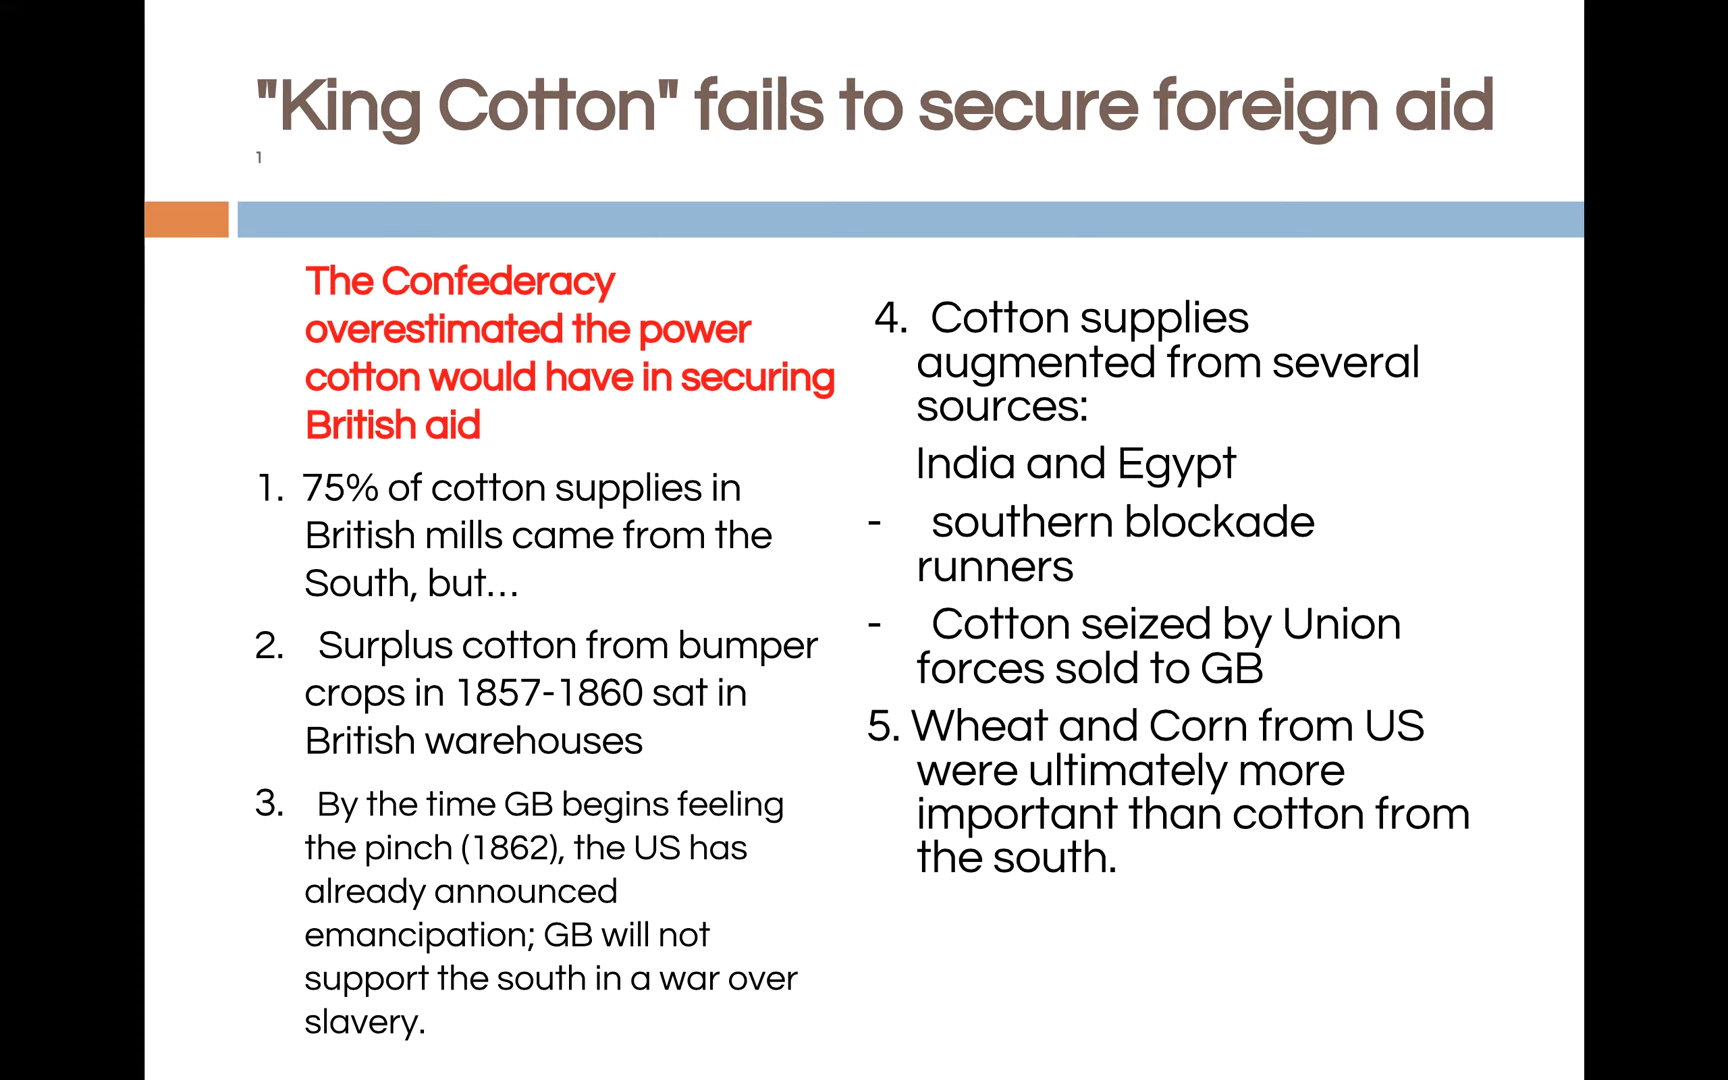 "King Cotton" fails to secure foreign aid
1
The Confederacy
overestimated the power
cotton would have in securing
British aid
1. 75% of cotton supplies in
British mills came from the
South, but...
2. Surplus cotton from bumper
crops in 1857-1860 sat in
British warehouses
3. By the time GB begins feeling
the pinch (1862), the US has
already announced
emancipation; GB will not
support the south in a war over
slavery.
4. Cotton supplies
augmented from several
sources:
India and Egypt
- southern blockade
runners
- Cotton seized by Union
forces sold to GB
5. Wheat and Corn from US
were ultimately more
important than cotton from
the south.